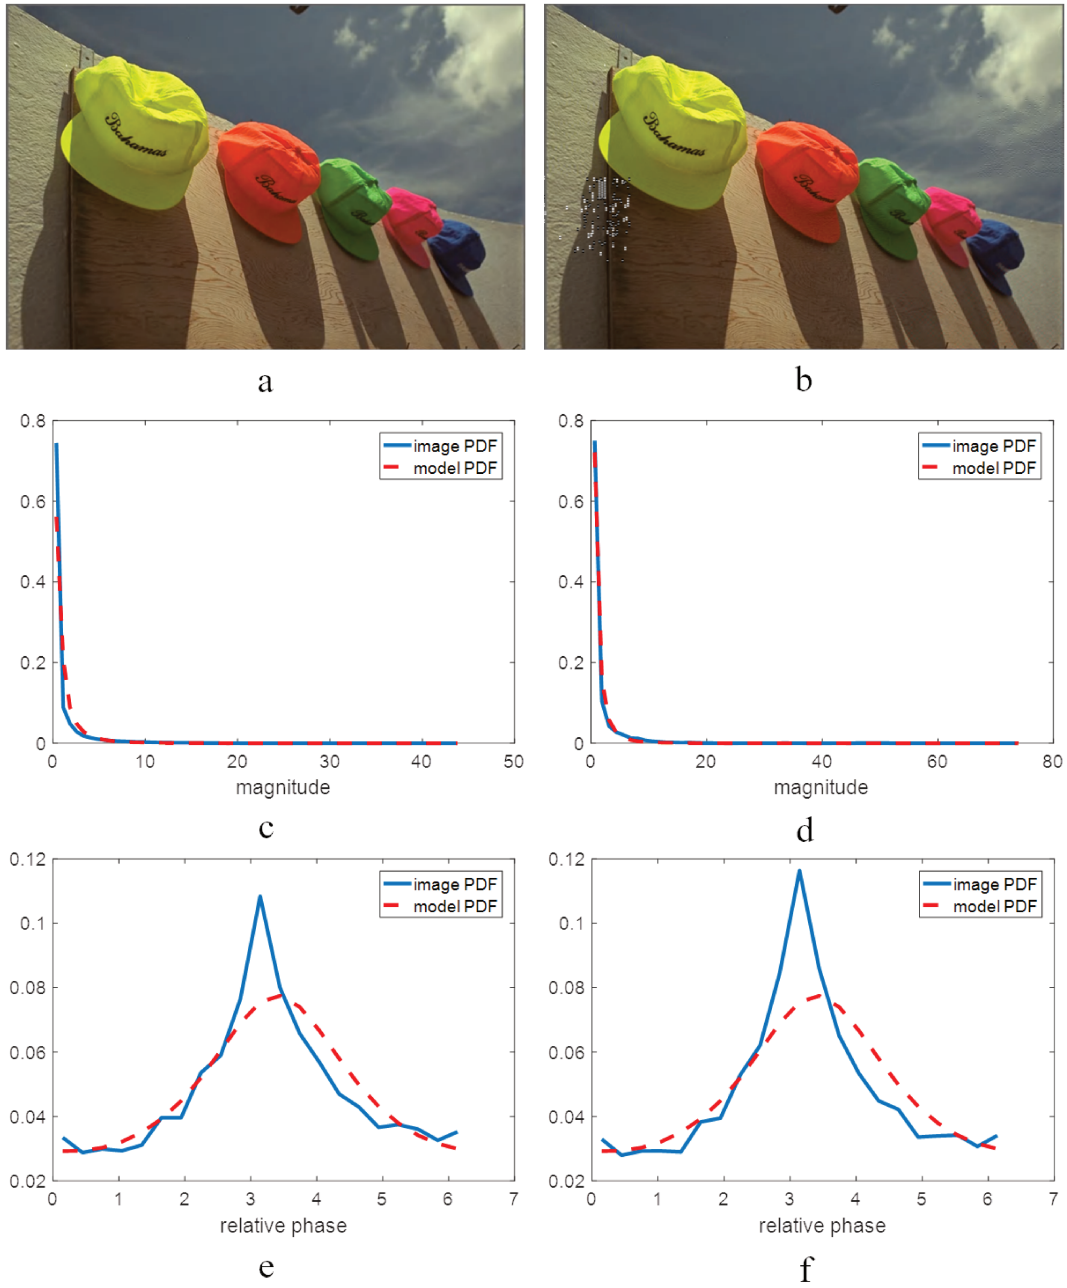 Bahamas
Bahama
Bahamas
Bahama
a
b
0.8
0.6
0.4
0.2
0
0 10 20 30 40 50
magnitude
image PDF
model PDF
c
0.8
0.6
0.4
0.2
0
0 20 40 60 80
magnitude
image PDF
model PDF
d
0.12
0.1
0.08
0.06
0.04
0.02
0 1 2 3 4 5 6 7
relative phase
image PDF
model PDF
e
0.12
0.1
0.08
0.06
0.04
0.02
0 1 2 3 4 5 6 7
relative phase
image PDF
model PDF
f